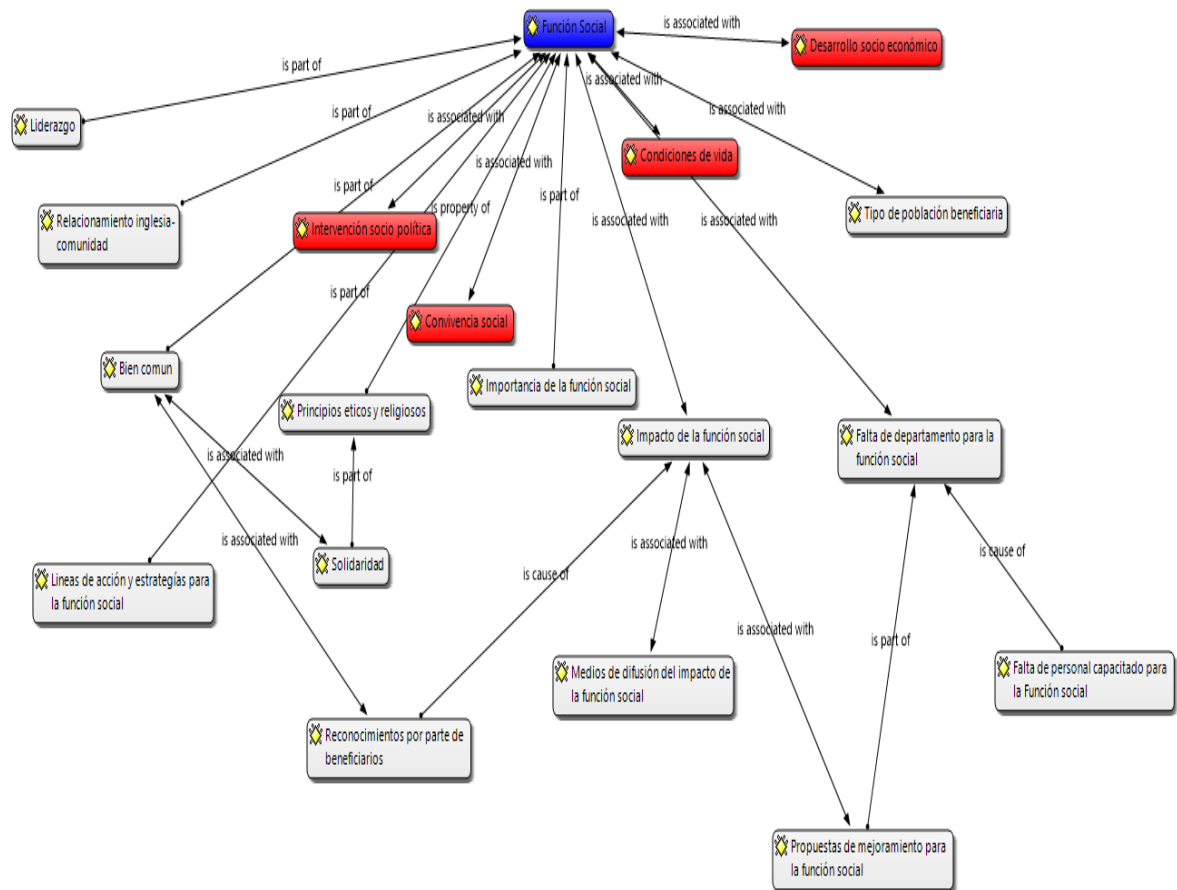 Función Social
is associated with
Desarrollo socio económico
is part of
is associated with
Liderazgo
is part of
is associated with
is associated with
Condiciones de vida
is associated with
is part of
is part of
Relacionamiento inglesia-
comunidad
is property of
Intervención socio política
is associated with
is associated with
Tipo de población beneficiaria
is part of
Convivencia social
Bien comun
Importancia de la función social
Principios eticos y religiosos
Impacto de la función social
Falta de departamento para la
función social
is associated with
is part of
is associated with
is associated with
Solidaridad
is cause of
is cause of
Lineas de acción y estrategías para
la función social
is associated with
is part of
Medios de difusión del impacto de
la función social
Falta de personal capacitado para
la Función social
Reconocimientos por parte de
beneficiarios
Propuestas de mejoramiento para
la función social